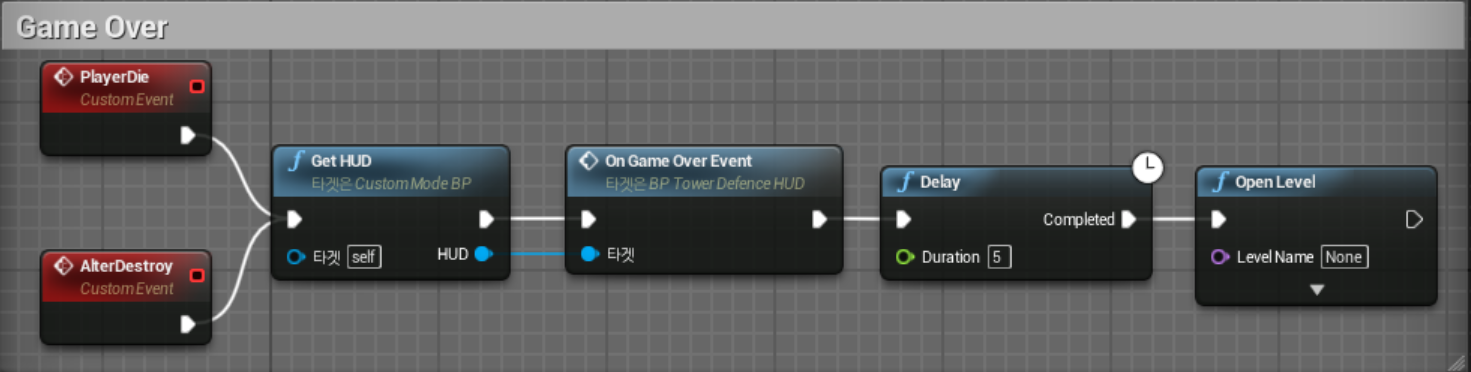 Game Over
PlayerDie
CustomEvent
AlterDestroy
CustomEvent
Get HUD
타겟은 Custom Mode BP
타겟 self
HUD
On Game Over Event
타겟은 BP Tower Defence HUD
타겟
Delay
Completed
Duration 5
Open Level
Level Name None